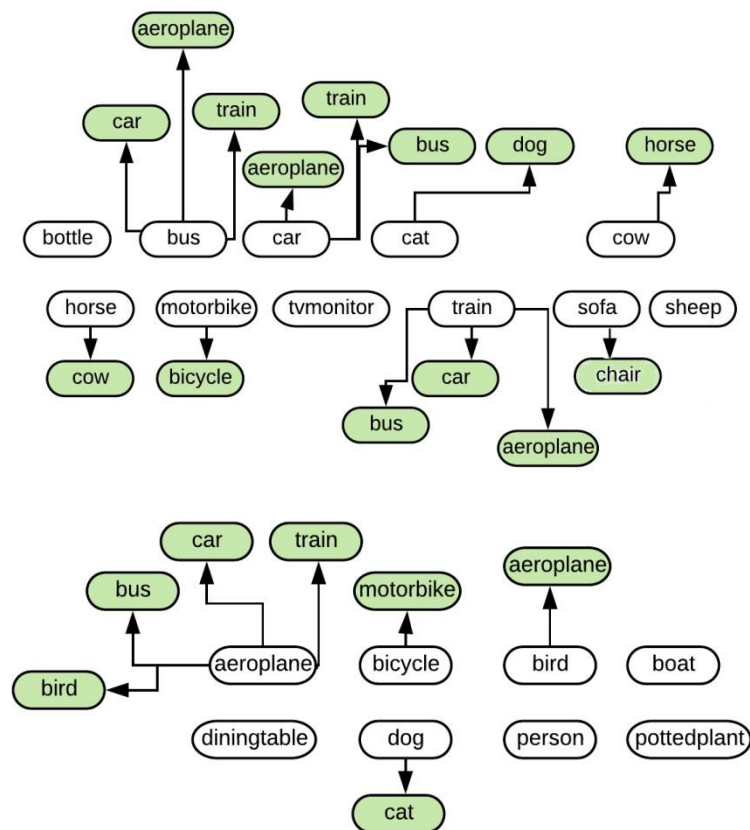 aeroplane
car
train
train
aeroplane
bus
dog
horse
bottle
bus
car
cat
cow
horse
motorbike
tvmonitor
train
sofa
sheep
cow
bicycle
car
chair
bus
aeroplane
car
train
aeroplane
bus
motorbike
bird
aeroplane
bicycle
bird
boat
diningtable
dog
person
pottedplant
cat